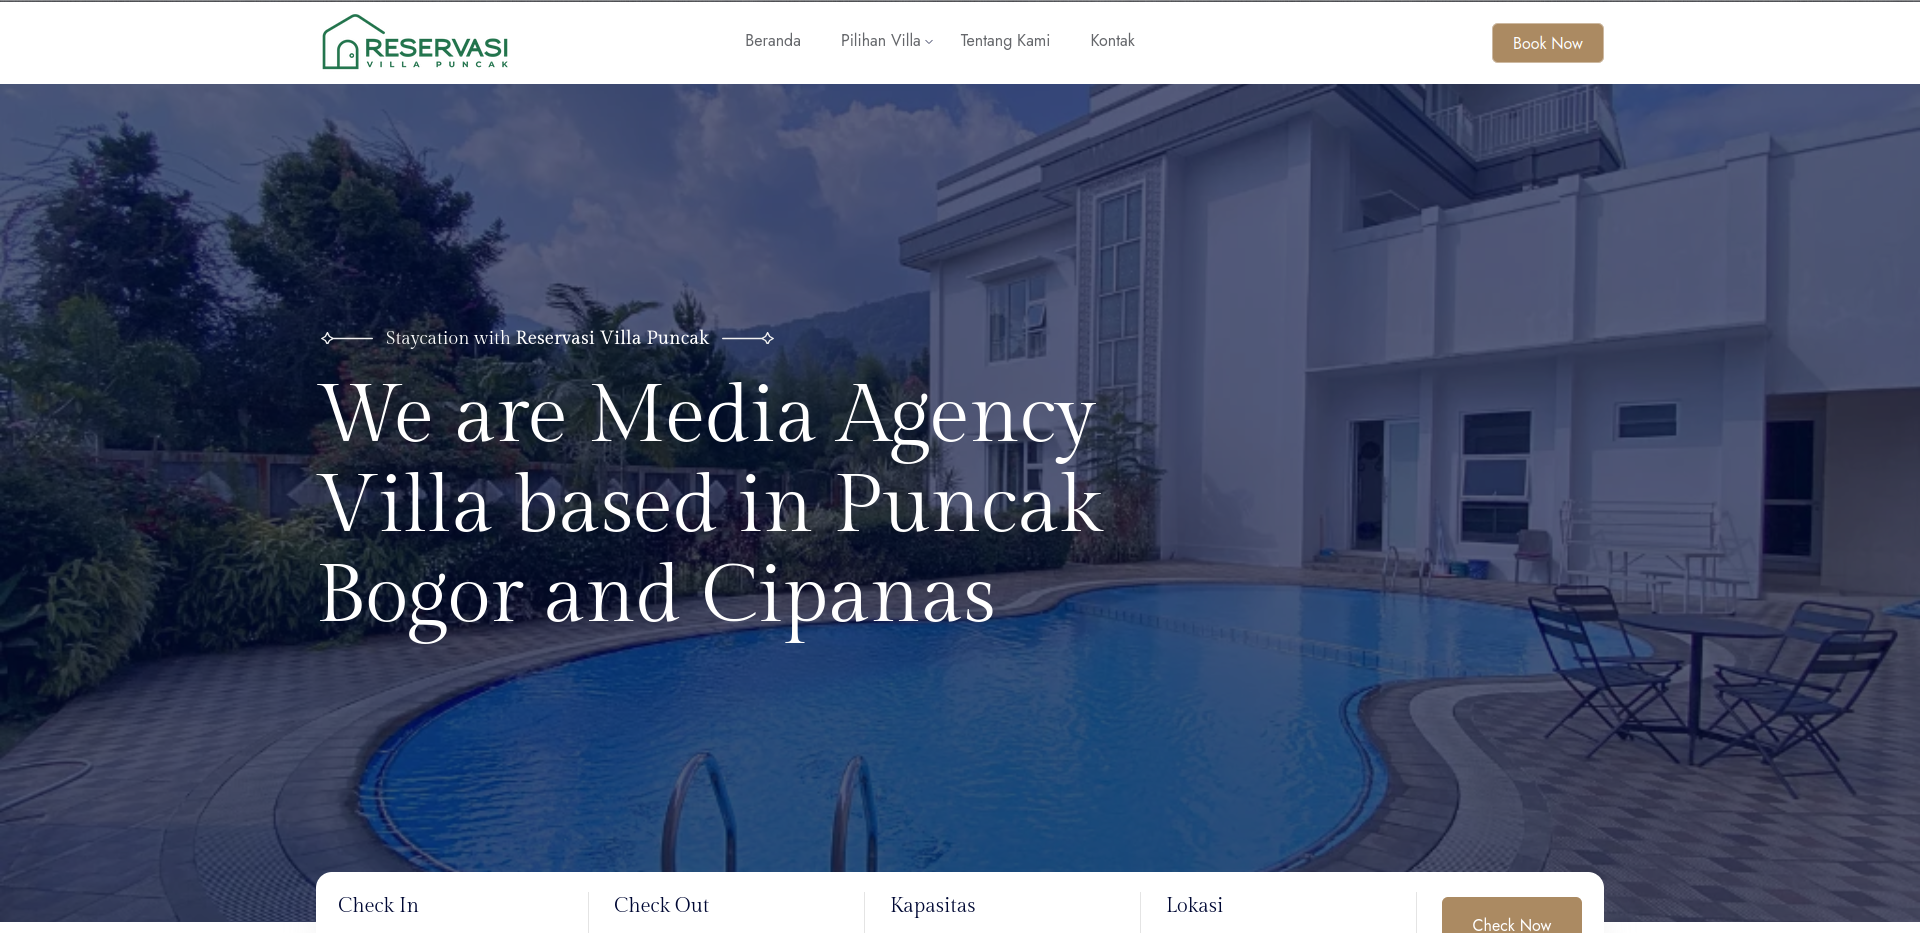 RESERVASI
VILLA PUNCAK
Beranda
Pilihan Villa
Tentang Kami
Kontak
Book Now
Staycation with Reservasi Villa Puncak
We are Media Agency
Villa based in Puncak
Bogor and Cipanas
Check In
Check Out
Kapasitas
Lokasi
Check Now